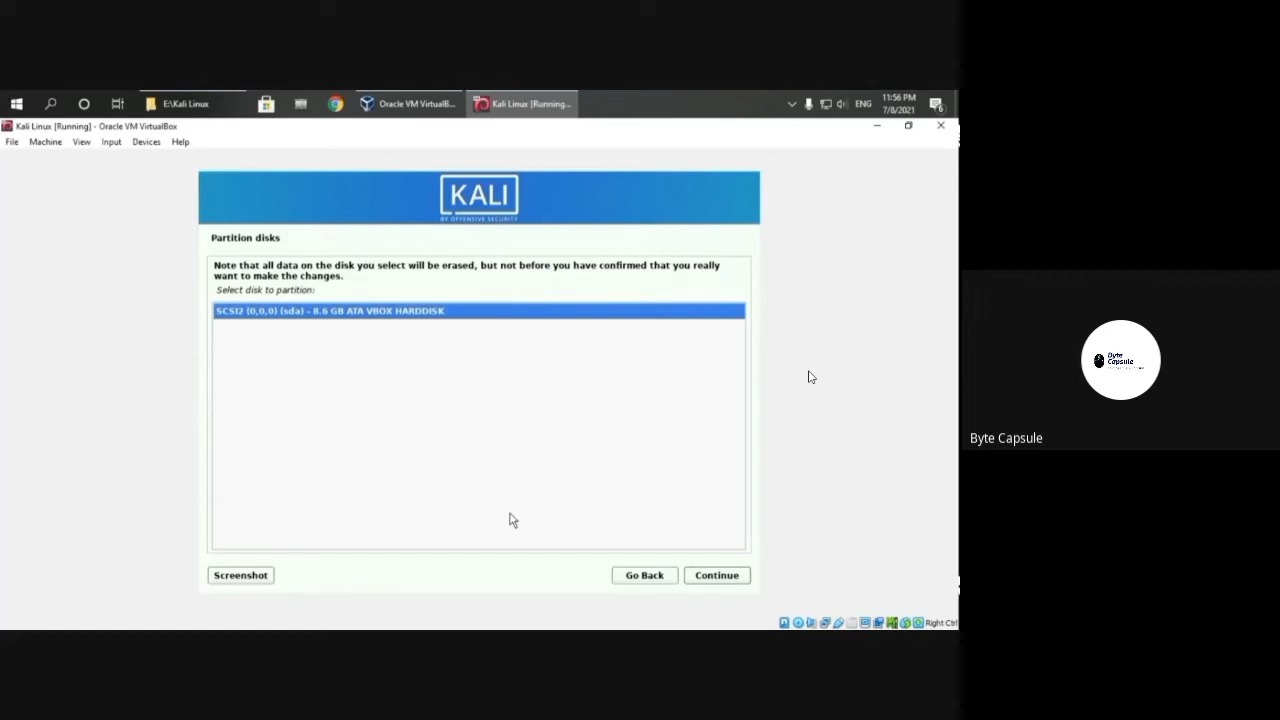 E:\Kali Linux
Oracle VM VirtualB...
Kali Linux [Running...
ENG
11:56 PM
7/8/2021
6
Kali Linux [Running] - Oracle VM VirtualBox
File Machine View Input Devices Help
KALI
BY OFFENSIVE SECURITY
Partition disks
Note that all data on the disk you select will be erased, but not before you have confirmed that you really
want to make the changes.
Select disk to partition:
SCSI2 (0,0,0) (sda) - 8.6 GB ATA VBOX HARDDISK
Screenshot
Go Back
Continue
Right Ctrl
Byte
Capsule
Byte Capsule